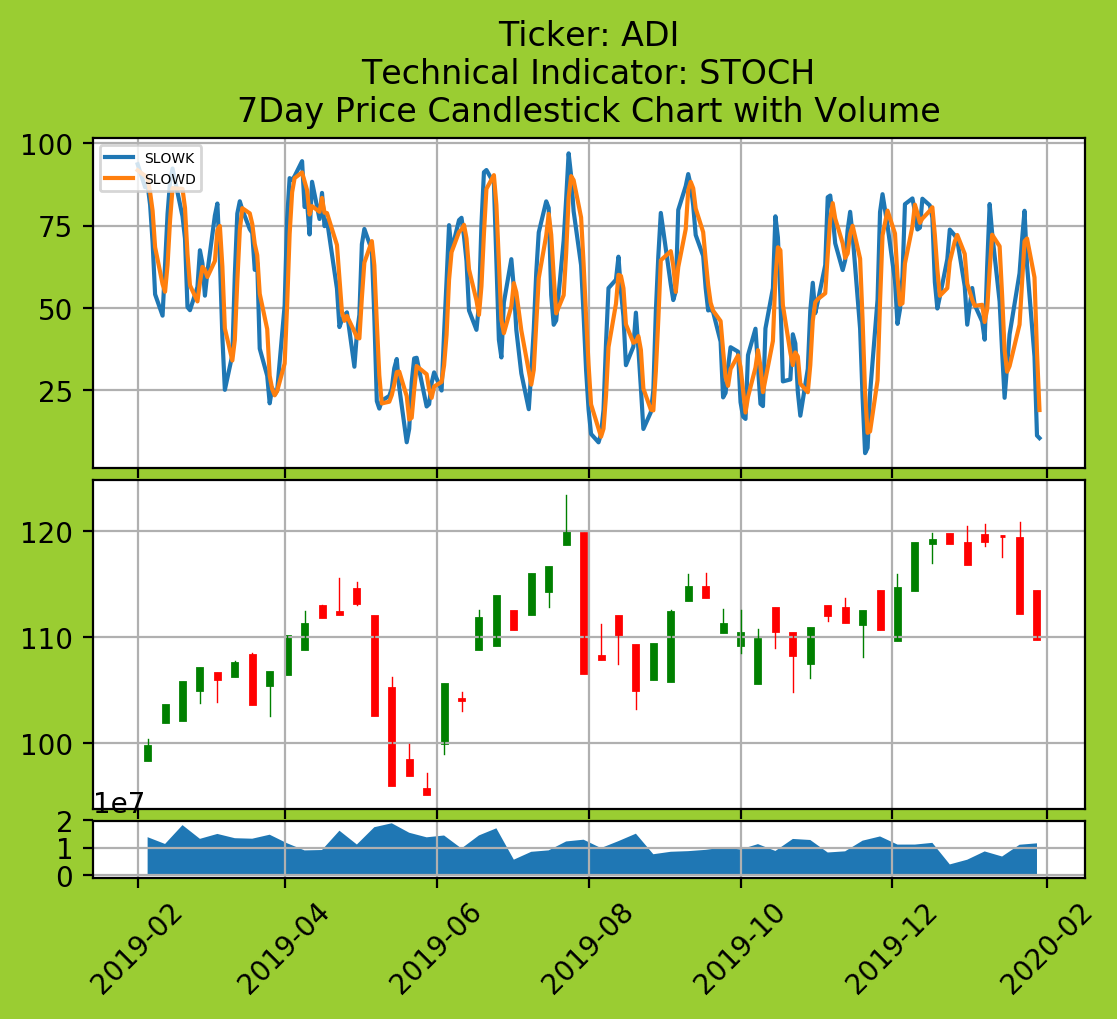 Ticker: ADI
Technical Indicator: STOCH
7Day Price Candlestick Chart with Volume
100
75
50
25
SLOWK
SLOWD
120
110
100
1e7
2
1
0
2019-02
2019-04
2019-06
2019-08
2019-10
2019-12
2020-02